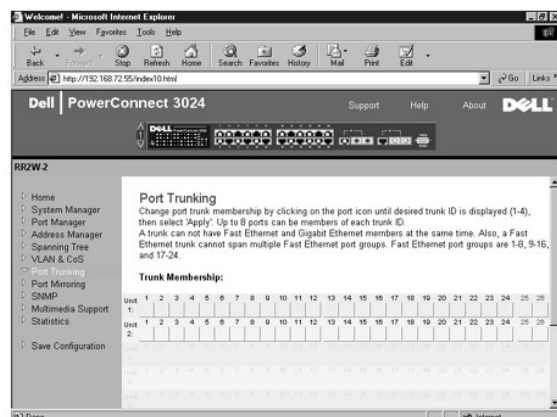 Welcome! - Microsoft Internet Explorer
File Edit View Favorites Tools Help
Back Forward Stop Refresh Home Search Favorites History Mail Print Edit
Address http://192.168.72.55/index10.html Go Links »
Dell | PowerConnect 3024 Support Help About DELL
DELL
RR2W-2
Home
System Manager
Port Manager
Address Manager
Spanning Tree
VLAN & CoS
Port Trunking
Port Mirroring
SNMP
Multimedia Support
Statistics
Save Configuration
Port Trunking
Change port trunk membership by clicking on the port icon until desired trunk ID is displayed (1-4),
then select 'Apply'. Up to 8 ports can be members of each trunk ID.
A trunk can not have Fast Ethernet and Gigabit Ethernet members at the same time. Also, a Fast
Ethernet trunk cannot span multiple Fast Ethernet port groups. Fast Ethernet port groups are 1-8, 9-16,
and 17-24.
Trunk Membership:
Unit 1: 1 2 3 4 5 6 7 8 9 10 11 12 13 14 15 16 17 18 19 20 21 22 23 24 25 26
Unit 2: 1 2 3 4 5 6 7 8 9 10 11 12 13 14 15 16 17 18 19 20 21 22 23 24 25 26
Done Internet